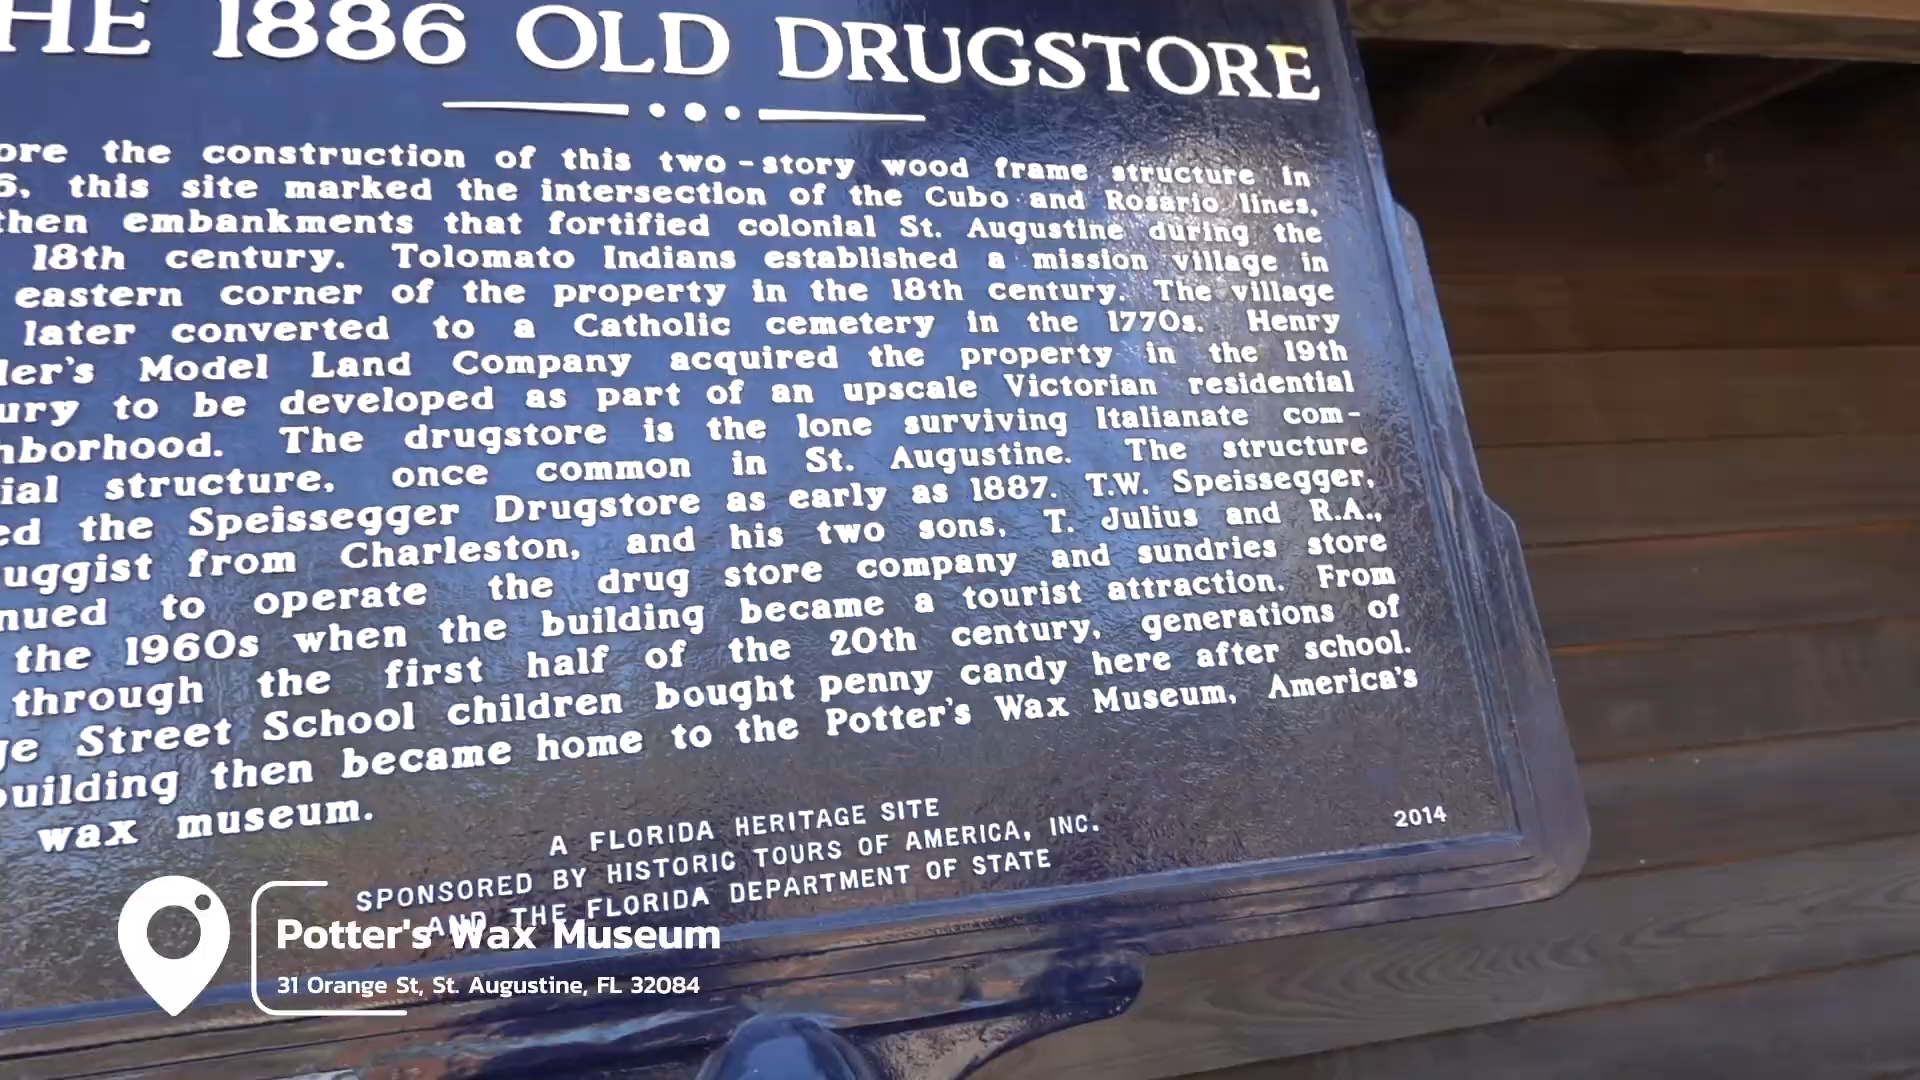 HE 1886 OLD DRUGSTORE
ore the construction of this two-story wood frame structure in
6, this site marked the intersection of the Cubo and Rosario lines,
then embankments that fortified colonial St. Augustine during the
18th century. Tolomato Indians established a mission village in
eastern corner of the property in the 18th century. The village
later converted to a Catholic cemetery in the 1770s. Henry
ler's Model Land Company acquired the property in the 19th
ury to be developed as part of an upscale Victorian residential
hborhood. The drugstore is the lone surviving Italianate com-
ial structure, once common in St. Augustine. The structure
ed the Speissegger Drugstore as early as 1887. T.W. Speissegger,
uggist from Charleston, and his two sons, T. Julius and R.A.,
nued to operate the drug store company and sundries store
the 1960s when the building became a tourist attraction. From
through the first half of the 20th century, generations of
ge Street School children bought penny candy here after school.
building then became home to the Potter's Wax Museum, America's
wax museum.
A FLORIDA HERITAGE SITE
SPONSORED BY HISTORIC TOURS OF AMERICA, INC.
AND THE FLORIDA DEPARTMENT OF STATE
2014
Potter's Wax Museum
31 Orange St, St. Augustine, FL 32084